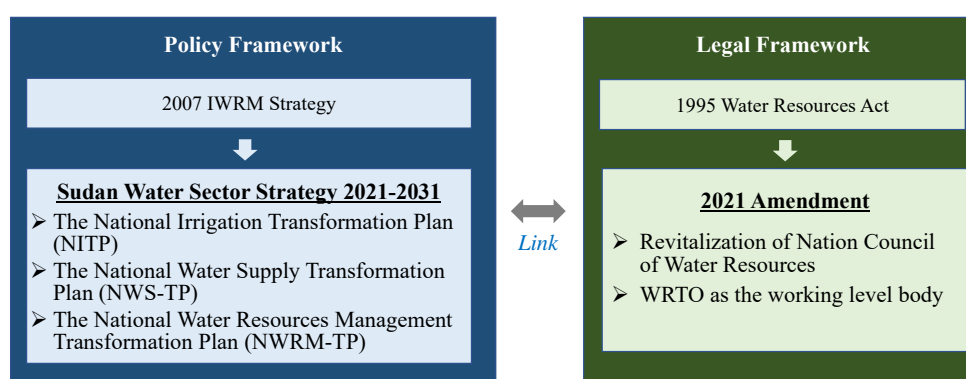 Policy Framework
2007 IWRM Strategy
Sudan Water Sector Strategy 2021-2031
➢ The National Irrigation Transformation Plan
(NITP)
➢ The National Water Supply Transformation
Plan (NWS-TP)
➢ The National Water Resources Management
Transformation Plan (NWRM-TP)
Link
Legal Framework
1995 Water Resources Act
2021 Amendment
➢ Revitalization of Nation Council
of Water Resources
➢ WRTO as the working level body